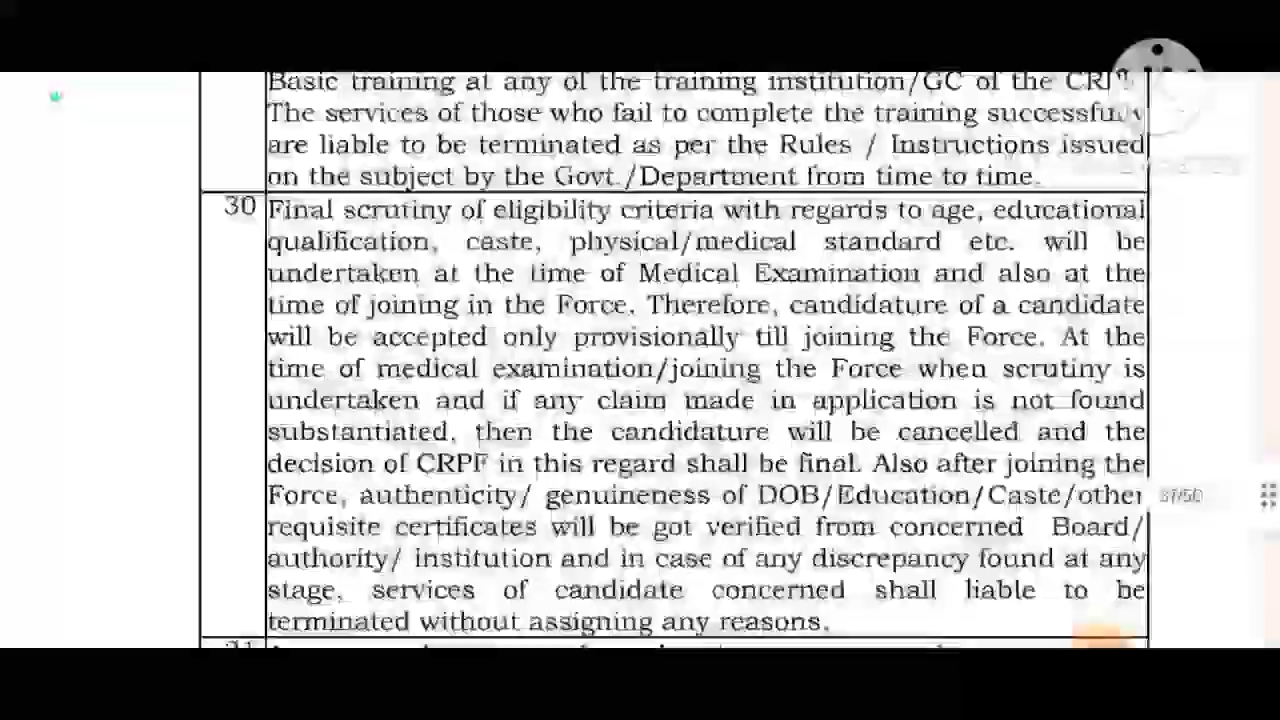 Basic training at any of the training institution/GC of the CRPF.
The services of those who fail to complete the training successfully
are liable to be terminated as per the Rules / Instructions issued
on the subject by the Govt./Department from time to time.
30 Final scrutiny of eligibility criteria with regards to age, educational
qualification, caste, physical/medical standard etc. will be
undertaken at the time of Medical Examination and also at the
time of joining in the Force. Therefore, candidature of a candidate
will be accepted only provisionally till joining the Force. At the
time of medical examination/joining the Force when scrutiny is
undertaken and if any claim made in application is not found
substantiated, then the candidature will be cancelled and the
decision of CRPF in this regard shall be final. Also after joining the
Force, authenticity/ genuineness of DOB/Education/Caste/other
37/50
requisite certificates will be got verified from concerned Board/
authority/ institution and in case of any discrepancy found at any
stage, services of candidate concerned shall liable to be
terminated without assigning any reasons.
31